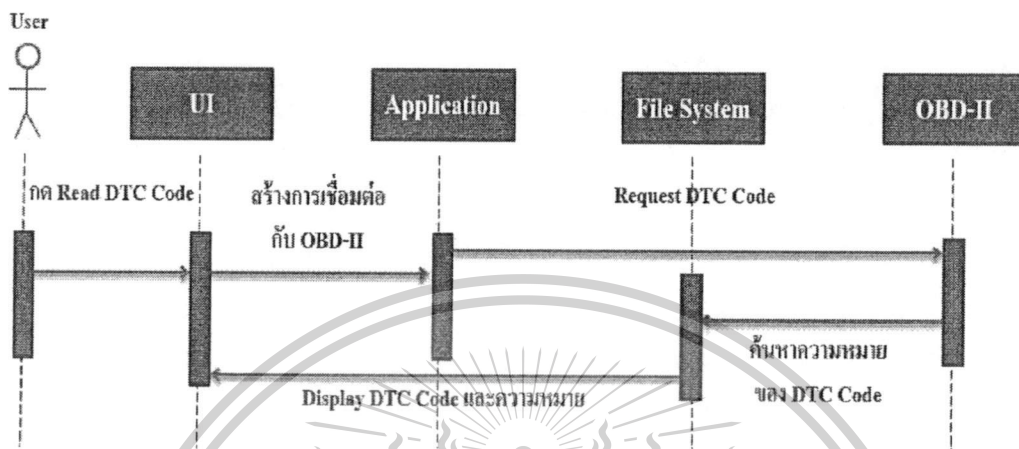 User
UI
Application
File System
OBD-II
กด Read DTC Code
สร้างการเชื่อมต่อ
กับ OBD-II
Request DTC Code
ค้นหาความหมาย
ของ DTC Code
Display DTC Code และความหมาย